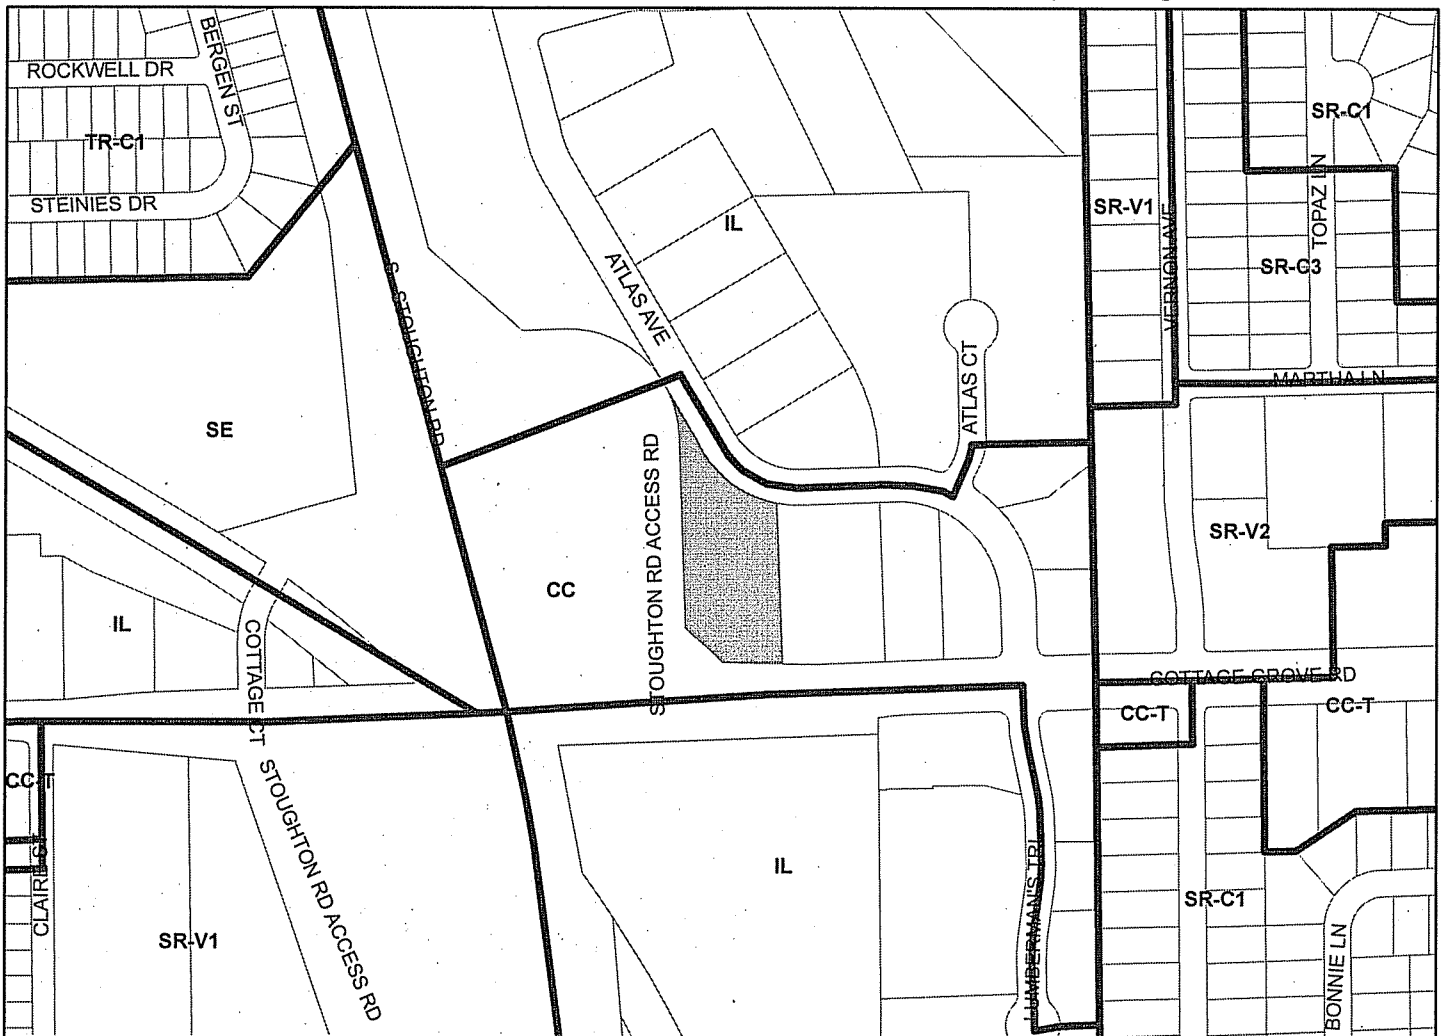 BERGEN ST
ROCKWELL DR
TR-C1
STEINIES DR
SR-C1
SR-V1
TOPAZ LN
VERNON AVE
IL
SR-C3
S. STOUGHTON RD
ATLAS AVE
ATLAS CT
MARTHA LN
SE
STOUGHTON RD ACCESS RD
SR-V2
CC
IL
COTTAGE CT
COTTAGE GROVE RD
CC-T
CC-T
CC-T
STOUGHTON RD ACCESS RD
CLAIRE ST
IL
LUMBERMAN'S TRL
SR-C1
SR-V1
BONNIE LN